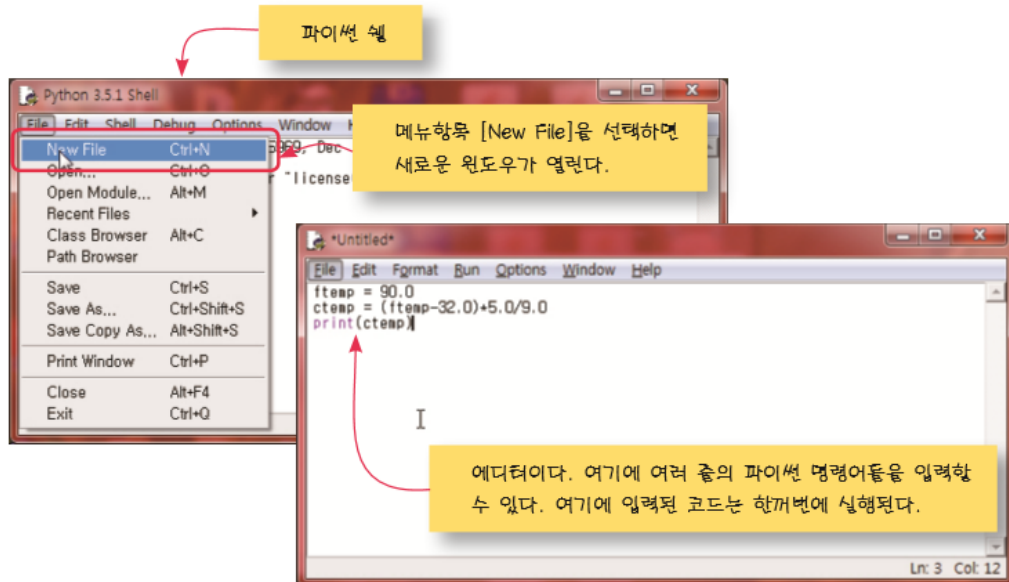 파이썬 쉘
Python 3.5.1 Shell
File Edit Shell Debug Options Window
New File Ctrl+N
Dec
Open... Ctrl+O
r "license
Open Module... Alt+M
Recent Files
Class Browser Alt+C
Path Browser
Save Ctrl+S
Save As... Ctrl+Shift+S
Save Copy As... Alt+Shift+S
Print Window Ctrl+P
Close Alt+F4
Exit Ctrl+Q
메뉴항목 [New File]을 선택하면
새로운 윈도우가 열린다.
*Untitled*
File Edit Format Run Options Window Help
ftemp = 90.0
ctemp = (ftemp-32.0)*5.0/9.0
print(ctemp)
에디터이다. 여기에 여러 줄의 파이썬 명령어들을 입력할
수 있다. 여기에 입력된 코드는 한꺼번에 실행된다.
Ln: 3 Col: 12